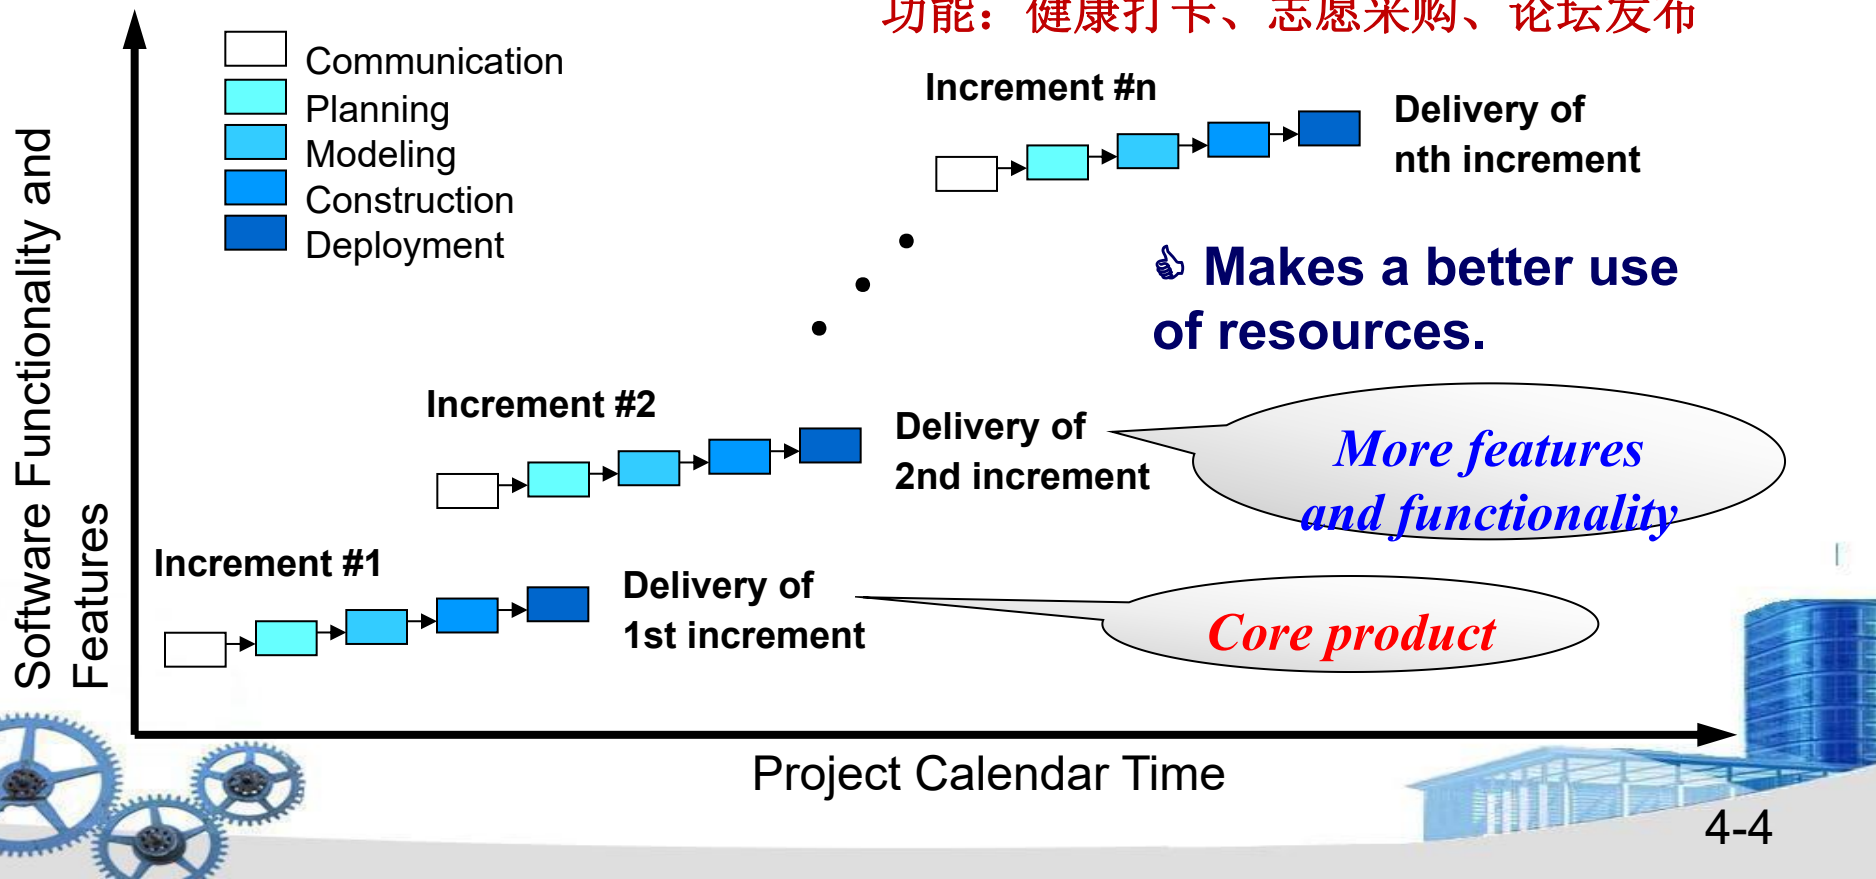 功能：健康打卡、志愿采购、论坛发布
Communication
Planning
Modeling
Construction
Deployment
Increment #n
Delivery of
nth increment
👍 Makes a better use
of resources.
Increment #2
Delivery of
2nd increment
More features
and functionality
Increment #1
Delivery of
1st increment
Core product
Software Functionality and
Features
Project Calendar Time
4-4